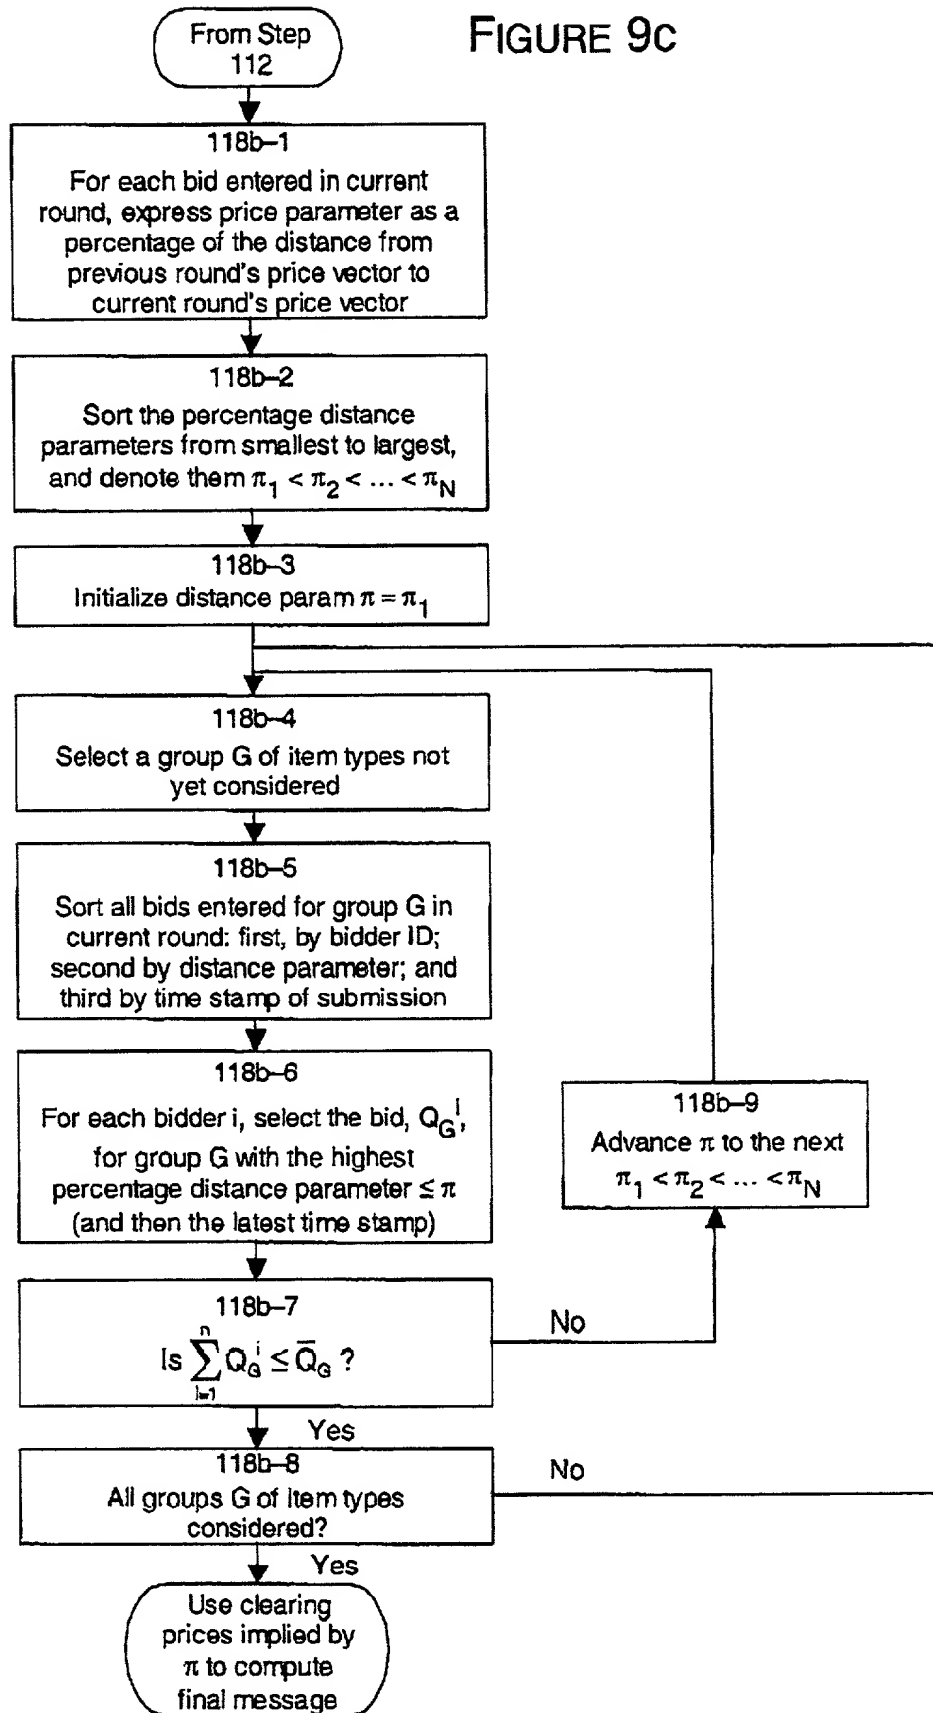 FIGURE 9c
From Step
112
118b–1
For each bid entered in current
round, express price parameter as a
percentage of the distance from
previous round's price vector to
current round's price vector
118b–2
Sort the percentage distance
parameters from smallest to largest,
and denote them π₁ < π₂ < ... < π_N
118b–3
Initialize distance param π = π₁
118b–4
Select a group G of item types not
yet considered
118b–5
Sort all bids entered for group G in
current round: first, by bidder ID;
second by distance parameter; and
third by time stamp of submission
118b–6
For each bidder i, select the bid, Q_G^i,
for group G with the highest
percentage distance parameter ≤ π
(and then the latest time stamp)
118b–9
Advance π to the next
π₁ < π₂ < ... < π_N
118b–7
Is ∑_{i=1}^n Q_G^i ≤ Q̅_G ?
No
Yes
118b–8
All groups G of item types
considered?
No
Yes
Use clearing
prices implied by
π to compute
final message